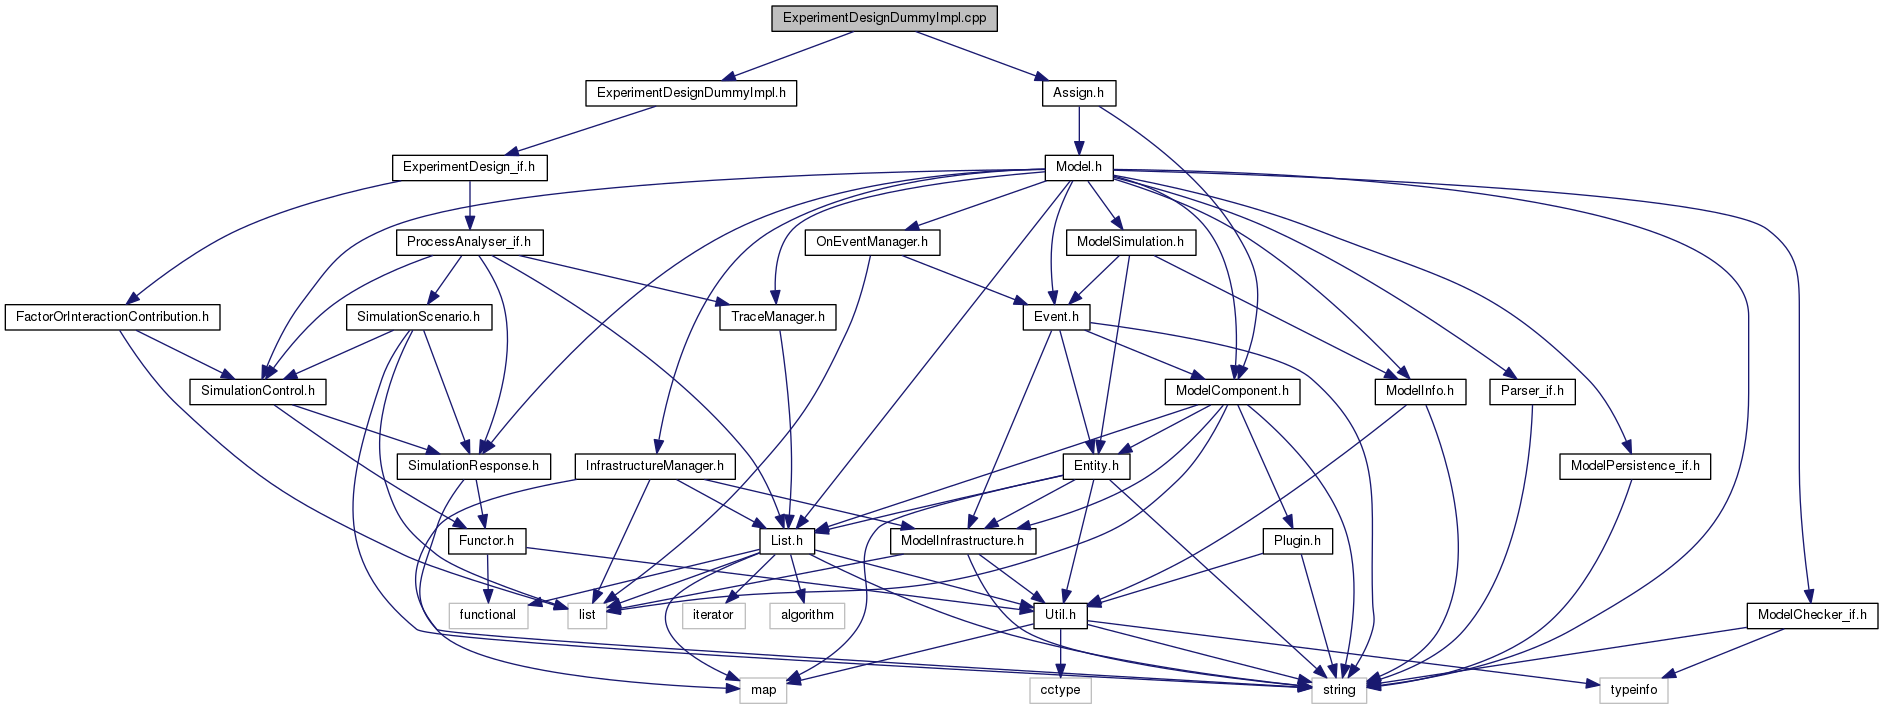 ExperimentDesignDummyImpl.cpp
ExperimentDesignDummyImpl.h
Assign.h
ExperimentDesign_if.h
Model.h
ProcessAnalyser_if.h
OnEventManager.h
ModelSimulation.h
FactorOrInteractionContribution.h
SimulationScenario.h
TraceManager.h
Event.h
SimulationControl.h
ModelComponent.h
ModelInfo.h
Parser_if.h
SimulationResponse.h
InfrastructureManager.h
Entity.h
ModelPersistence_if.h
Functor.h
List.h
ModelInfrastructure.h
Plugin.h
functional
list
iterator
algorithm
Util.h
ModelChecker_if.h
map
cctype
string
typeinfo